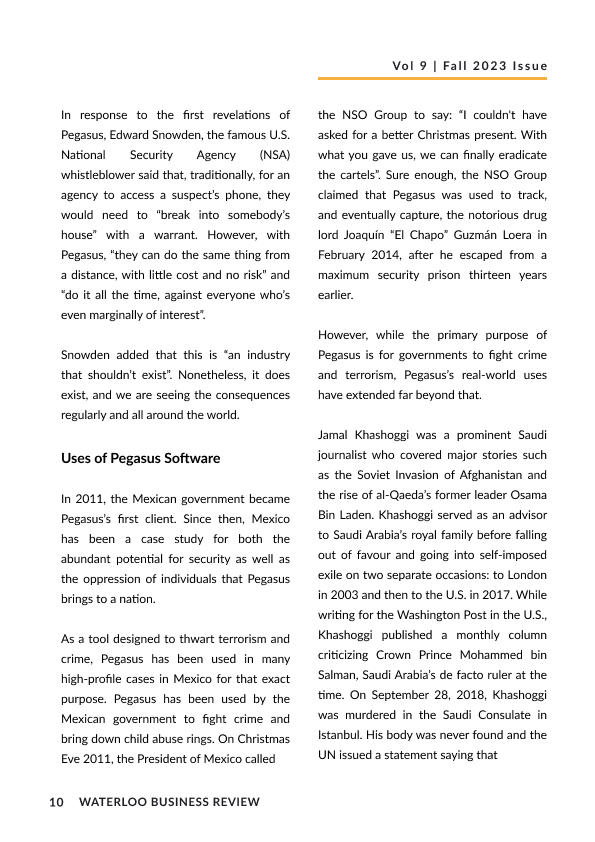 Vol 9 | Fall 2023 Issue
In response to the first revelations of
Pegasus, Edward Snowden, the famous U.S.
National Security Agency (NSA)
whistleblower said that, traditionally, for an
agency to access a suspect’s phone, they
would need to “break into somebody’s
house” with a warrant. However, with
Pegasus, “they can do the same thing from
a distance, with little cost and no risk” and
“do it all the time, against everyone who’s
even marginally of interest”.
Snowden added that this is “an industry
that shouldn’t exist”. Nonetheless, it does
exist, and we are seeing the consequences
regularly and all around the world.
Uses of Pegasus Software
In 2011, the Mexican government became
Pegasus’s first client. Since then, Mexico
has been a case study for both the
abundant potential for security as well as
the oppression of individuals that Pegasus
brings to a nation.
As a tool designed to thwart terrorism and
crime, Pegasus has been used in many
high-profile cases in Mexico for that exact
purpose. Pegasus has been used by the
Mexican government to fight crime and
bring down child abuse rings. On Christmas
Eve 2011, the President of Mexico called
the NSO Group to say: “I couldn't have
asked for a better Christmas present. With
what you gave us, we can finally eradicate
the cartels”. Sure enough, the NSO Group
claimed that Pegasus was used to track,
and eventually capture, the notorious drug
lord Joaquín “El Chapo” Guzmán Loera in
February 2014, after he escaped from a
maximum security prison thirteen years
earlier.
However, while the primary purpose of
Pegasus is for governments to fight crime
and terrorism, Pegasus’s real-world uses
have extended far beyond that.
Jamal Khashoggi was a prominent Saudi
journalist who covered major stories such
as the Soviet Invasion of Afghanistan and
the rise of al-Qaeda’s former leader Osama
Bin Laden. Khashoggi served as an advisor
to Saudi Arabia’s royal family before falling
out of favour and going into self-imposed
exile on two separate occasions: to London
in 2003 and then to the U.S. in 2017. While
writing for the Washington Post in the U.S.,
Khashoggi published a monthly column
criticizing Crown Prince Mohammed bin
Salman, Saudi Arabia’s de facto ruler at the
time. On September 28, 2018, Khashoggi
was murdered in the Saudi Consulate in
Istanbul. His body was never found and the
UN issued a statement saying that
10 WATERLOO BUSINESS REVIEW